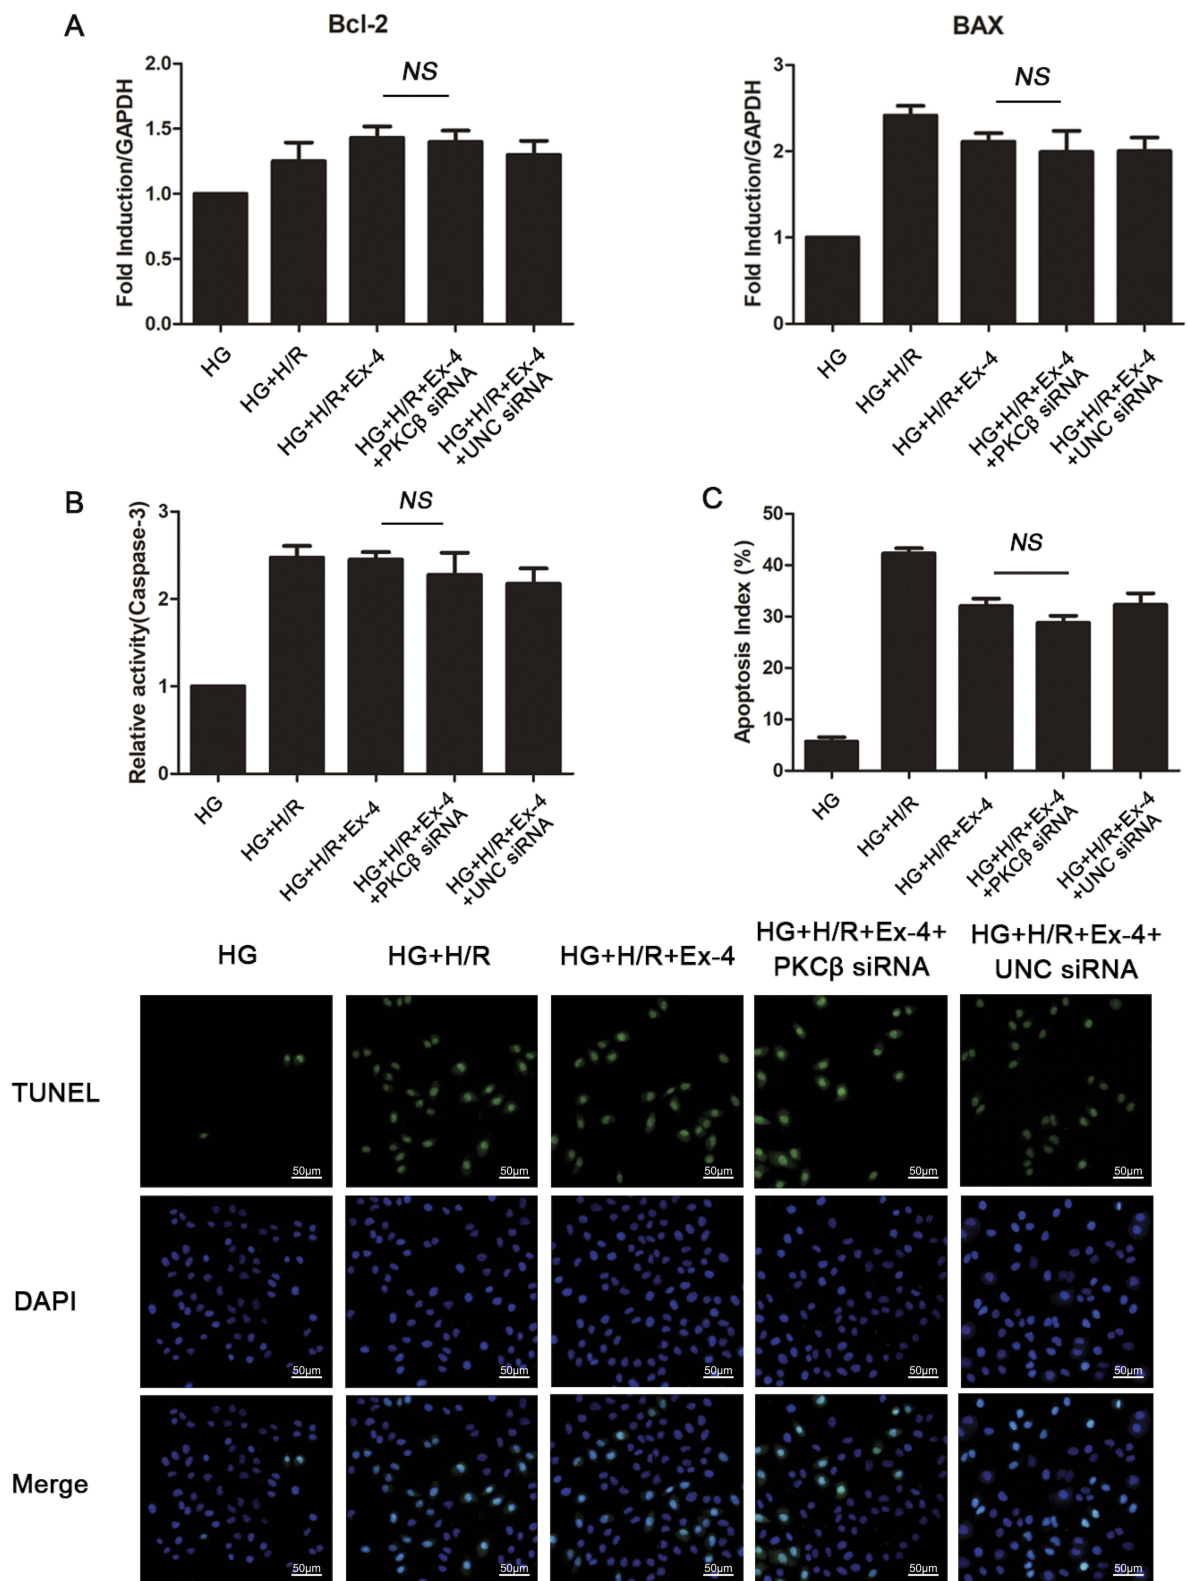 A
Bcl-2
Fold Induction/GAPDH
2.0
1.5
1.0
0.5
0.0
NS
HG
HG+H/R
HG+H/R+Ex-4
HG+H/R+Ex-4
+PKCβ siRNA
HG+H/R+Ex-4
+UNC siRNA
BAX
Fold Induction/GAPDH
3
2
1
0
NS
HG
HG+H/R
HG+H/R+Ex-4
HG+H/R+Ex-4
+PKCβ siRNA
HG+H/R+Ex-4
+UNC siRNA
B
Relative activity(Caspase-3)
3
2
1
0
NS
HG
HG+H/R
HG+H/R+Ex-4
HG+H/R+Ex-4
+PKCβ siRNA
HG+H/R+Ex-4
+UNC siRNA
C
Apoptosis Index (%)
50
40
30
20
10
0
NS
HG
HG+H/R
HG+H/R+Ex-4
HG+H/R+Ex-4
+PKCβ siRNA
HG+H/R+Ex-4
+UNC siRNA
HG
HG+H/R
HG+H/R+Ex-4
HG+H/R+Ex-4+
PKCβ siRNA
HG+H/R+Ex-4+
UNC siRNA
TUNEL
50μm
50μm
50μm
50μm
50μm
DAPI
50μm
50μm
50μm
50μm
50μm
Merge
50μm
50μm
50μm
50μm
50μm